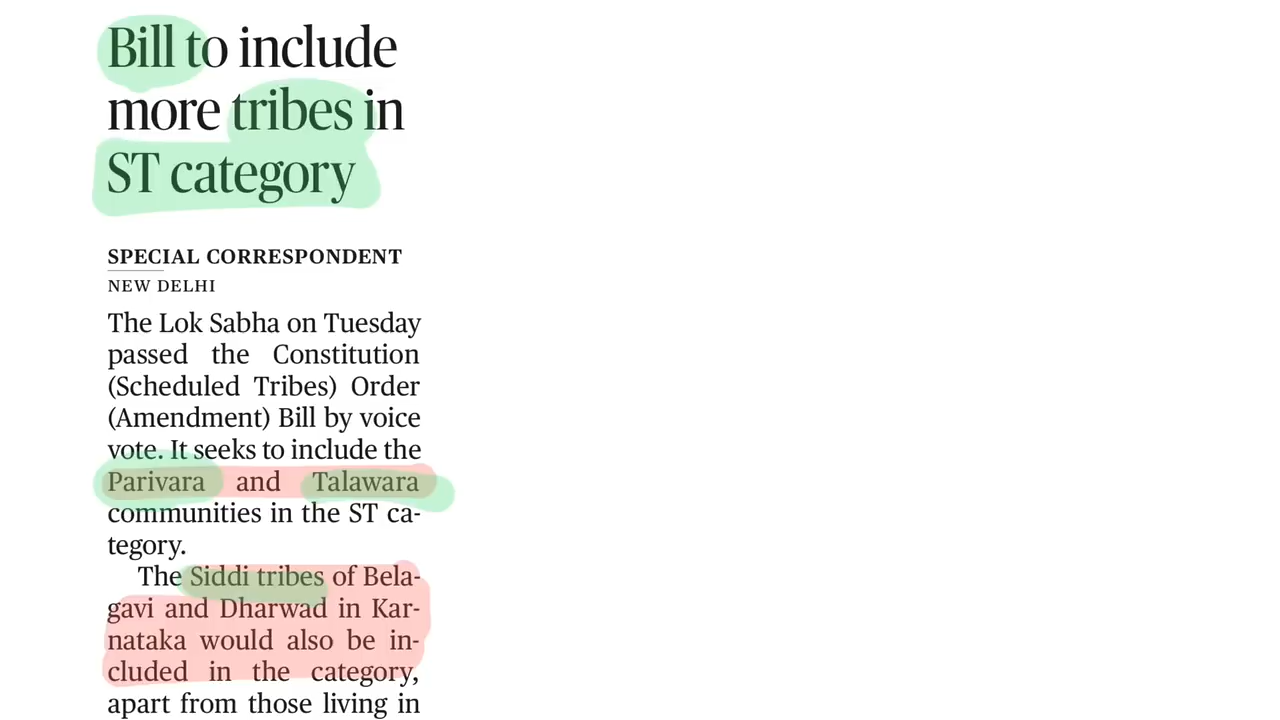 Bill to include
more tribes in
ST category
SPECIAL CORRESPONDENT
NEW DELHI
The Lok Sabha on Tuesday
passed the Constitution
(Scheduled Tribes) Order
(Amendment) Bill by voice
vote. It seeks to include the
Parivara and Talawara
communities in the ST ca-
tegory.
The Siddi tribes of Bela-
gavi and Dharwad in Kar-
nataka would also be in-
cluded in the category,
apart from those living in